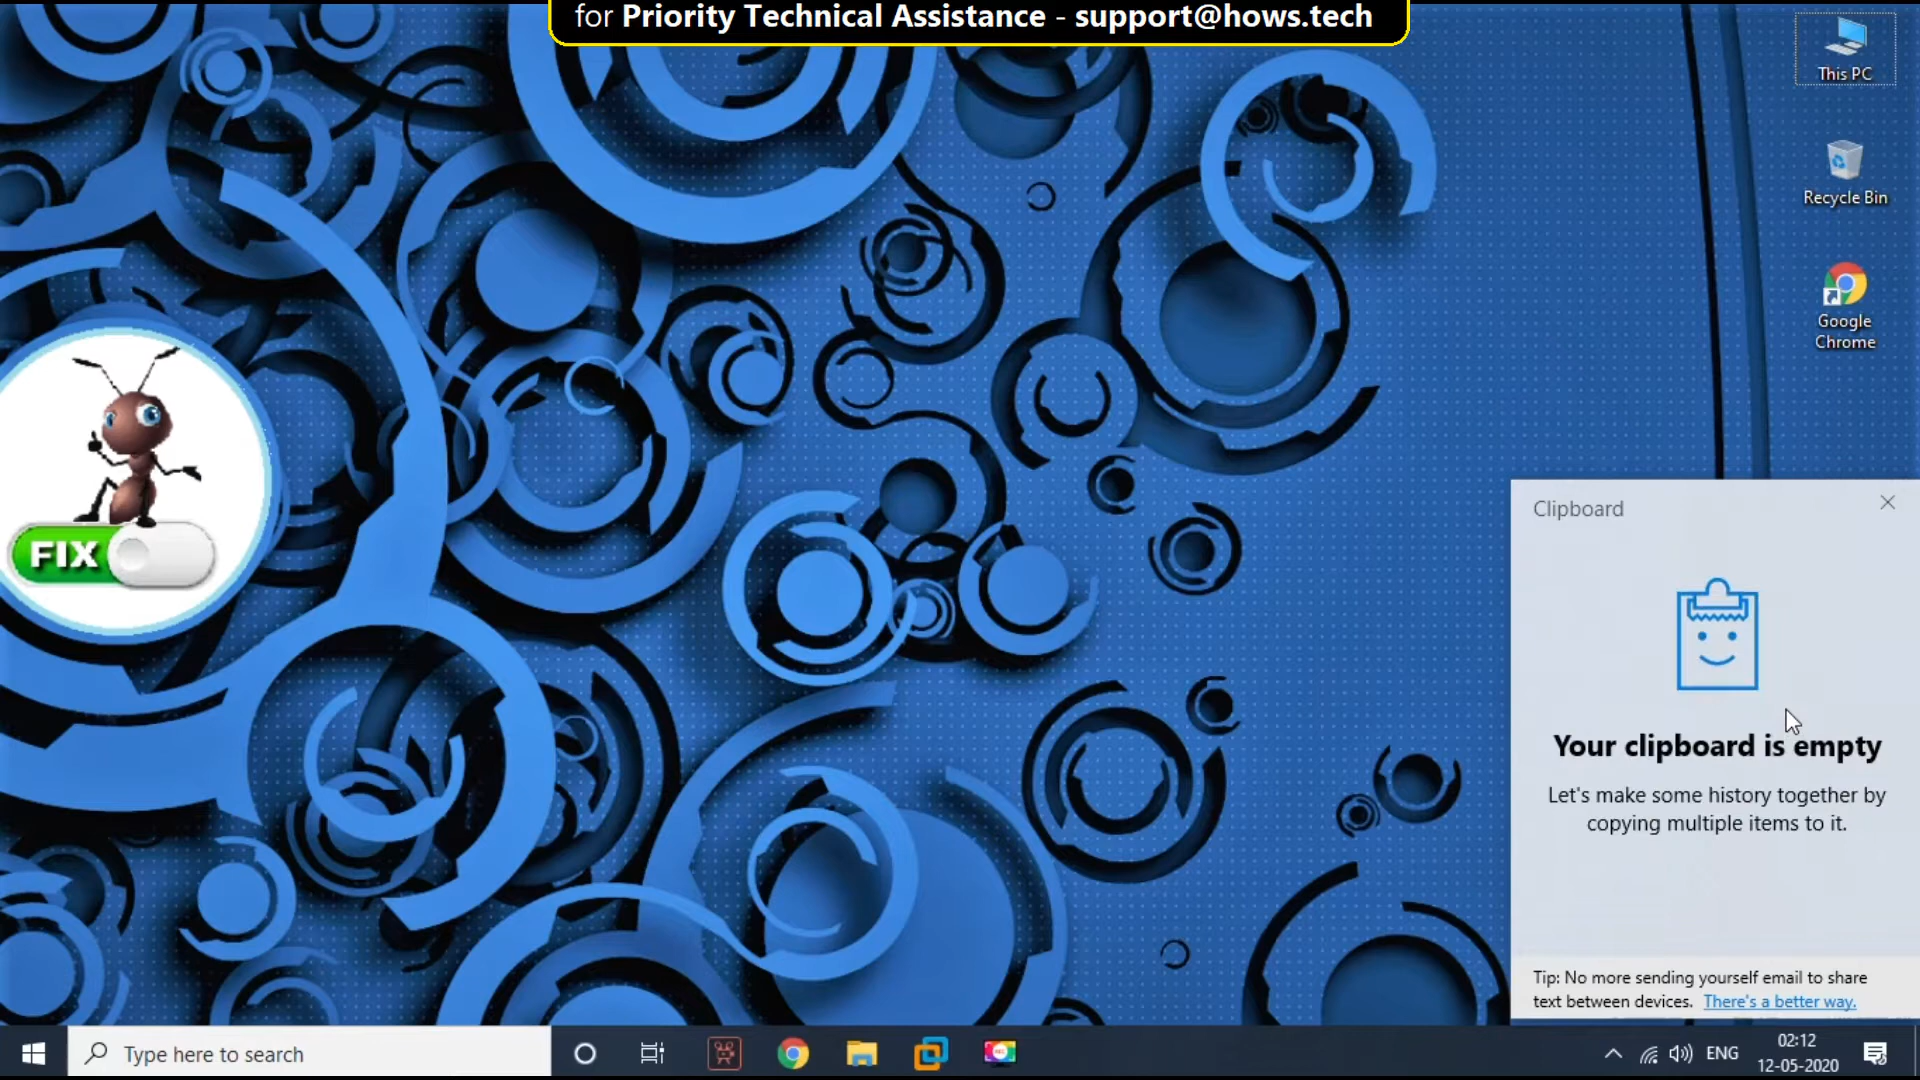 for Priority Technical Assistance - support@hows.tech
This PC
Recycle Bin
Google
Chrome
FIX
Clipboard
Your clipboard is empty
Let's make some history together by
copying multiple items to it.
Tip: No more sending yourself email to share
text between devices. There's a better way.
Type here to search
ENG
02:12
12-05-2020